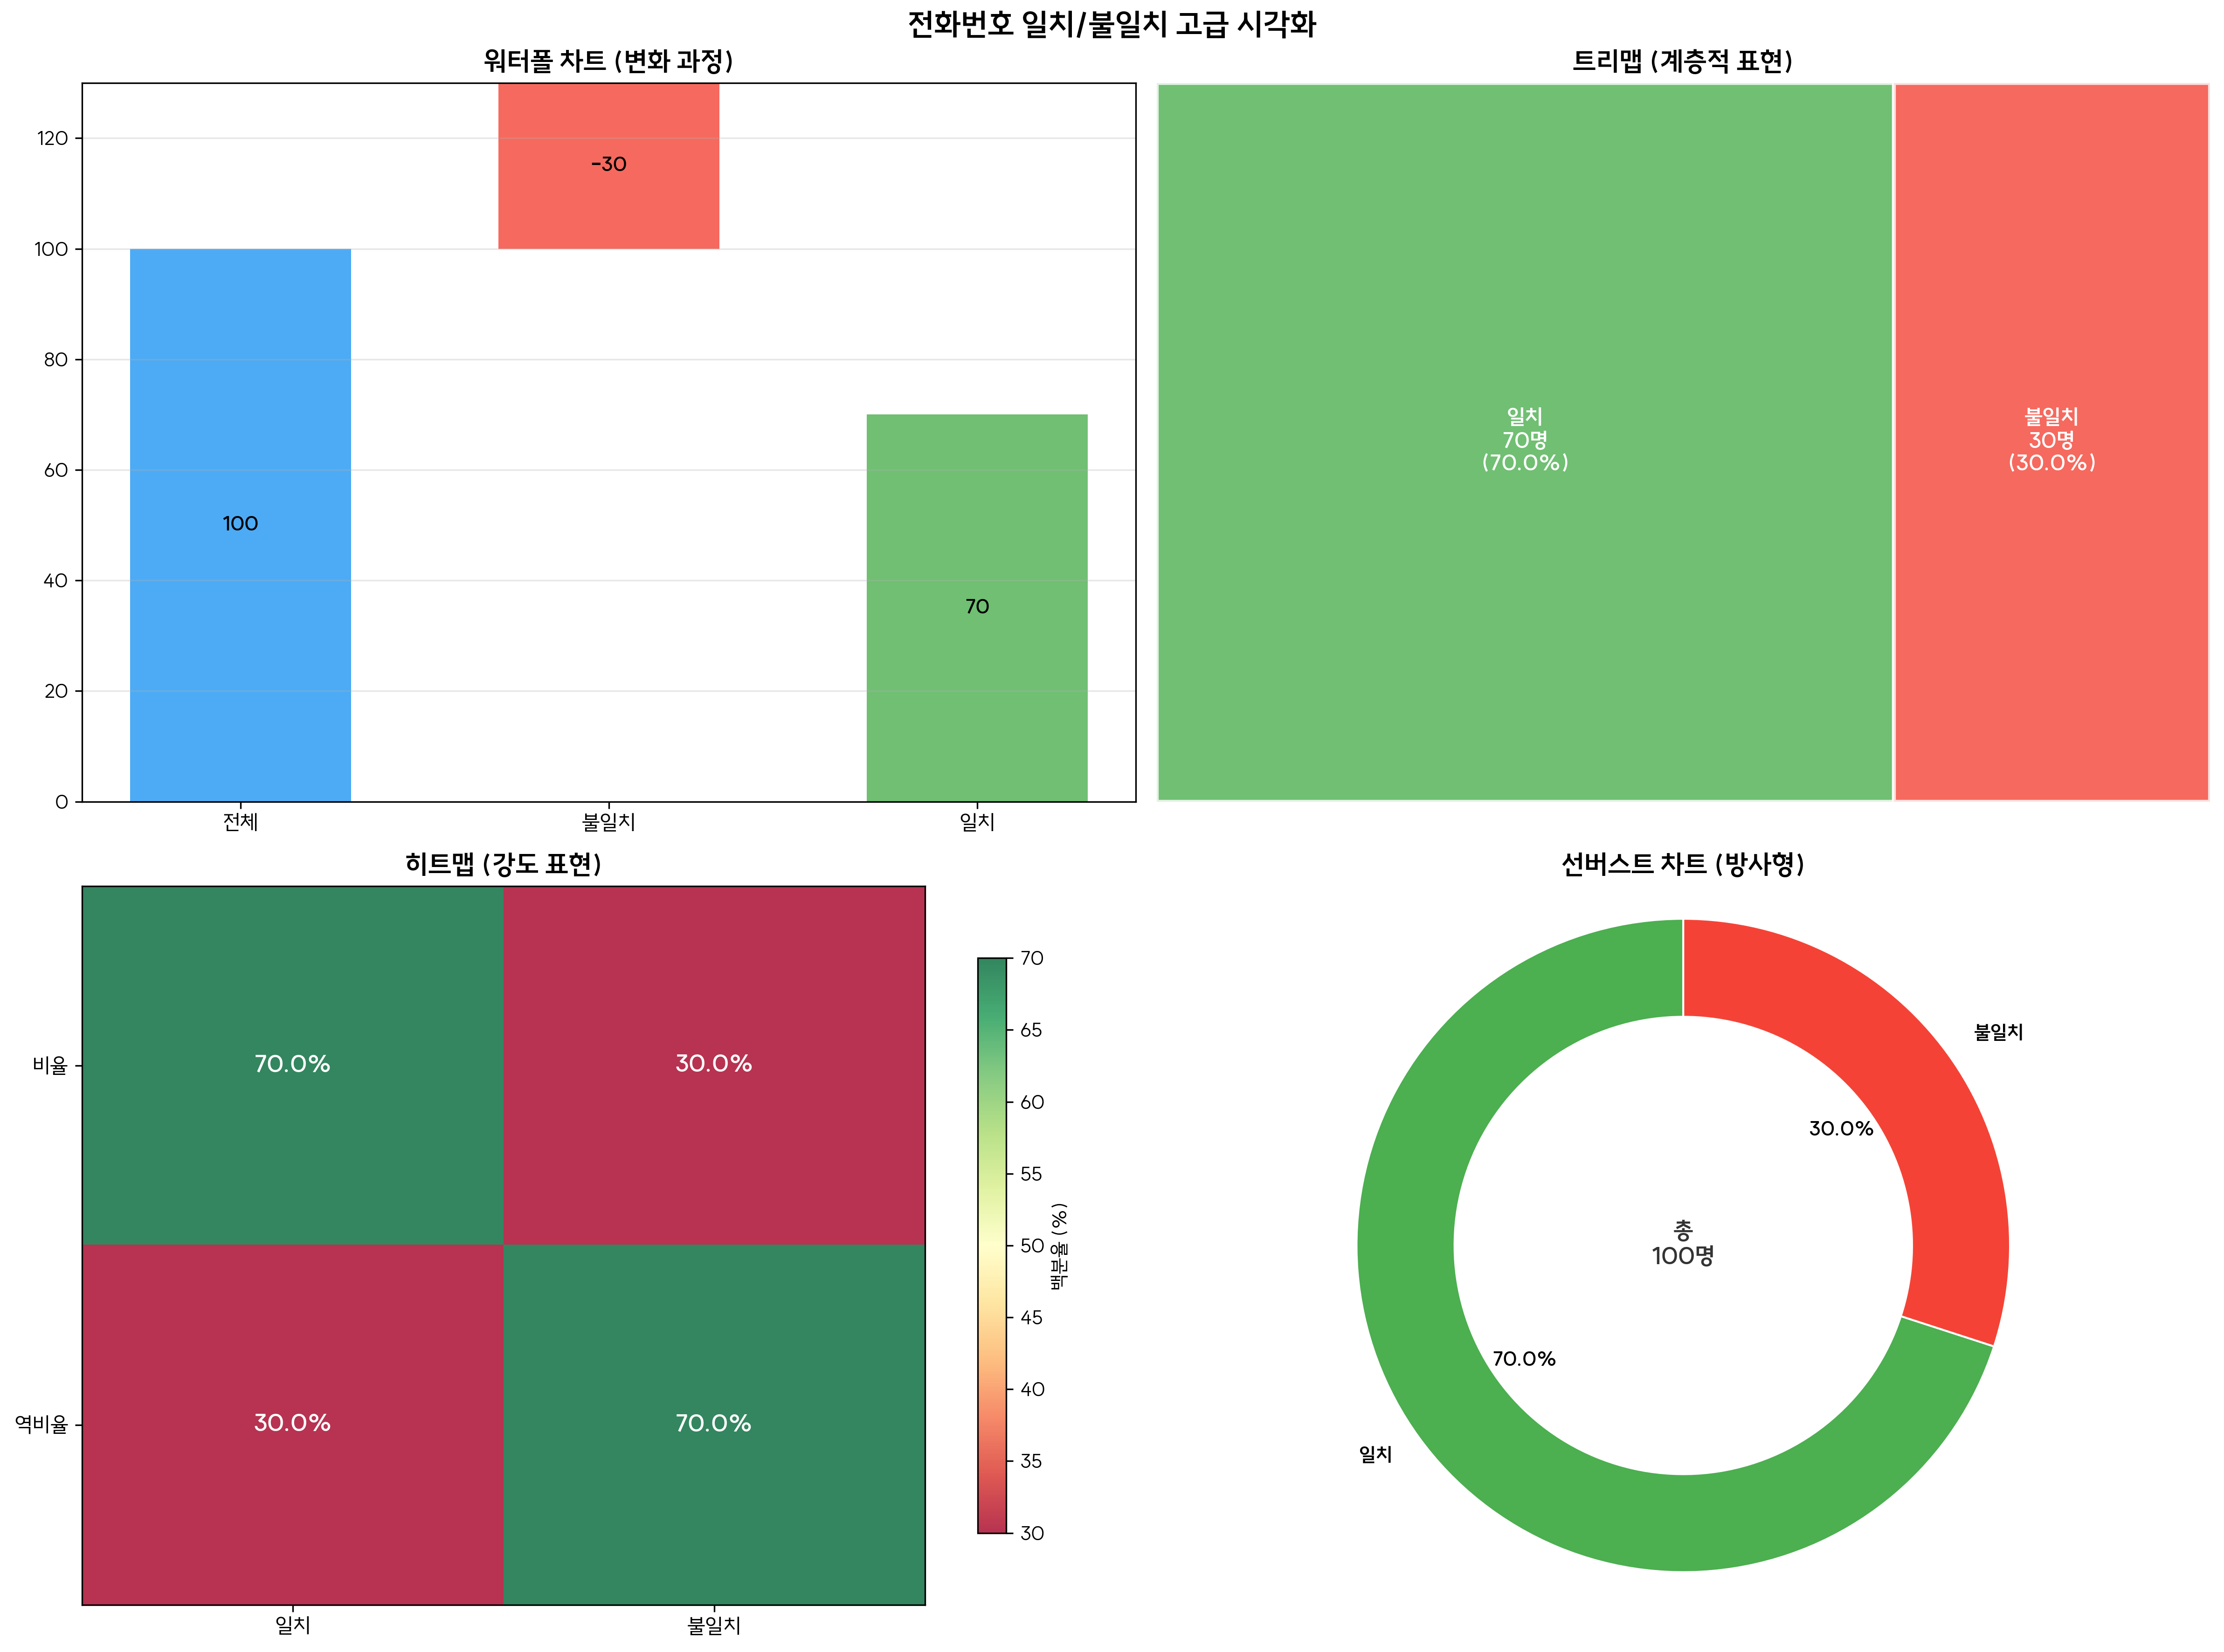 전화번호 일치/불일치 고급 시각화
워터폴 차트 (변화 과정)
120
100
80
60
40
20
0
-30
100
70
전체
불일치
일치
트리맵 (계층적 표현)
일치
70명
(70.0%)
불일치
30명
(30.0%)
히트맵 (강도 표현)
비율
역비율
70.0%
30.0%
30.0%
70.0%
일치
불일치
70
65
60
55
50
45
40
35
30
백분율 (%)
선버스트 차트 (방사형)
불일치
30.0%
총
100명
70.0%
일치